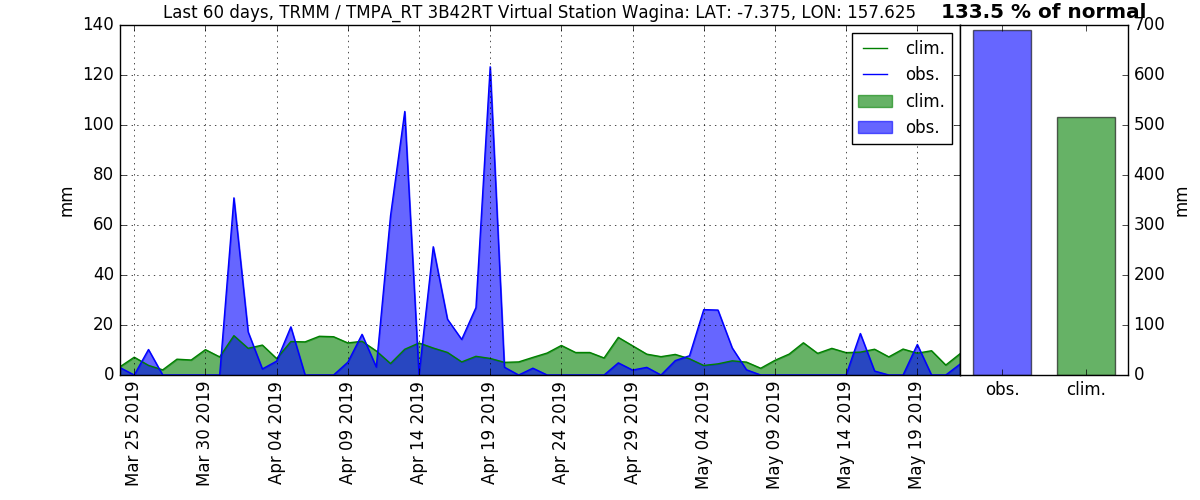 Last 60 days, TRMM / TMPA_RT 3B42RT Virtual Station Wagina: LAT: -7.375, LON: 157.625
133.5 % of normal
140
120
100
80
60
40
20
0
mm
clim.
obs.
clim.
obs.
Mar 25 2019
Mar 30 2019
Apr 04 2019
Apr 09 2019
Apr 14 2019
Apr 19 2019
Apr 24 2019
Apr 29 2019
May 04 2019
May 09 2019
May 14 2019
May 19 2019
700
600
500
400
300
200
100
0
mm
obs.
clim.